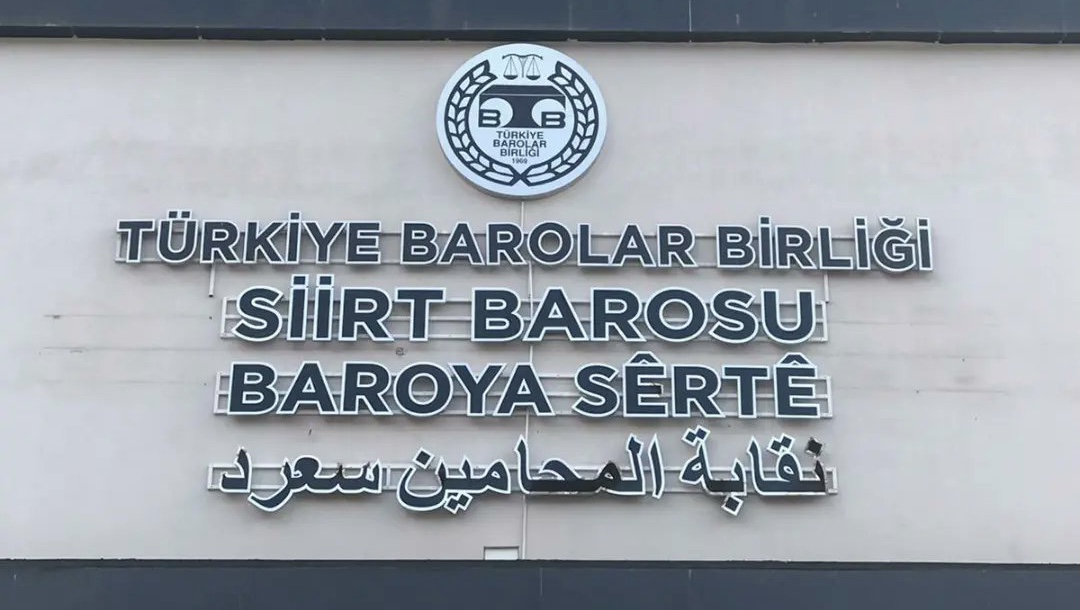 B B
TÜRKİYE
BAROLAR
BİRLİĞİ
1969
TÜRKİYE BAROLAR BİRLİĞİ
SİİRT BAROSU
BAROYA SÊRTÊ
نقابة المحامين سعرد